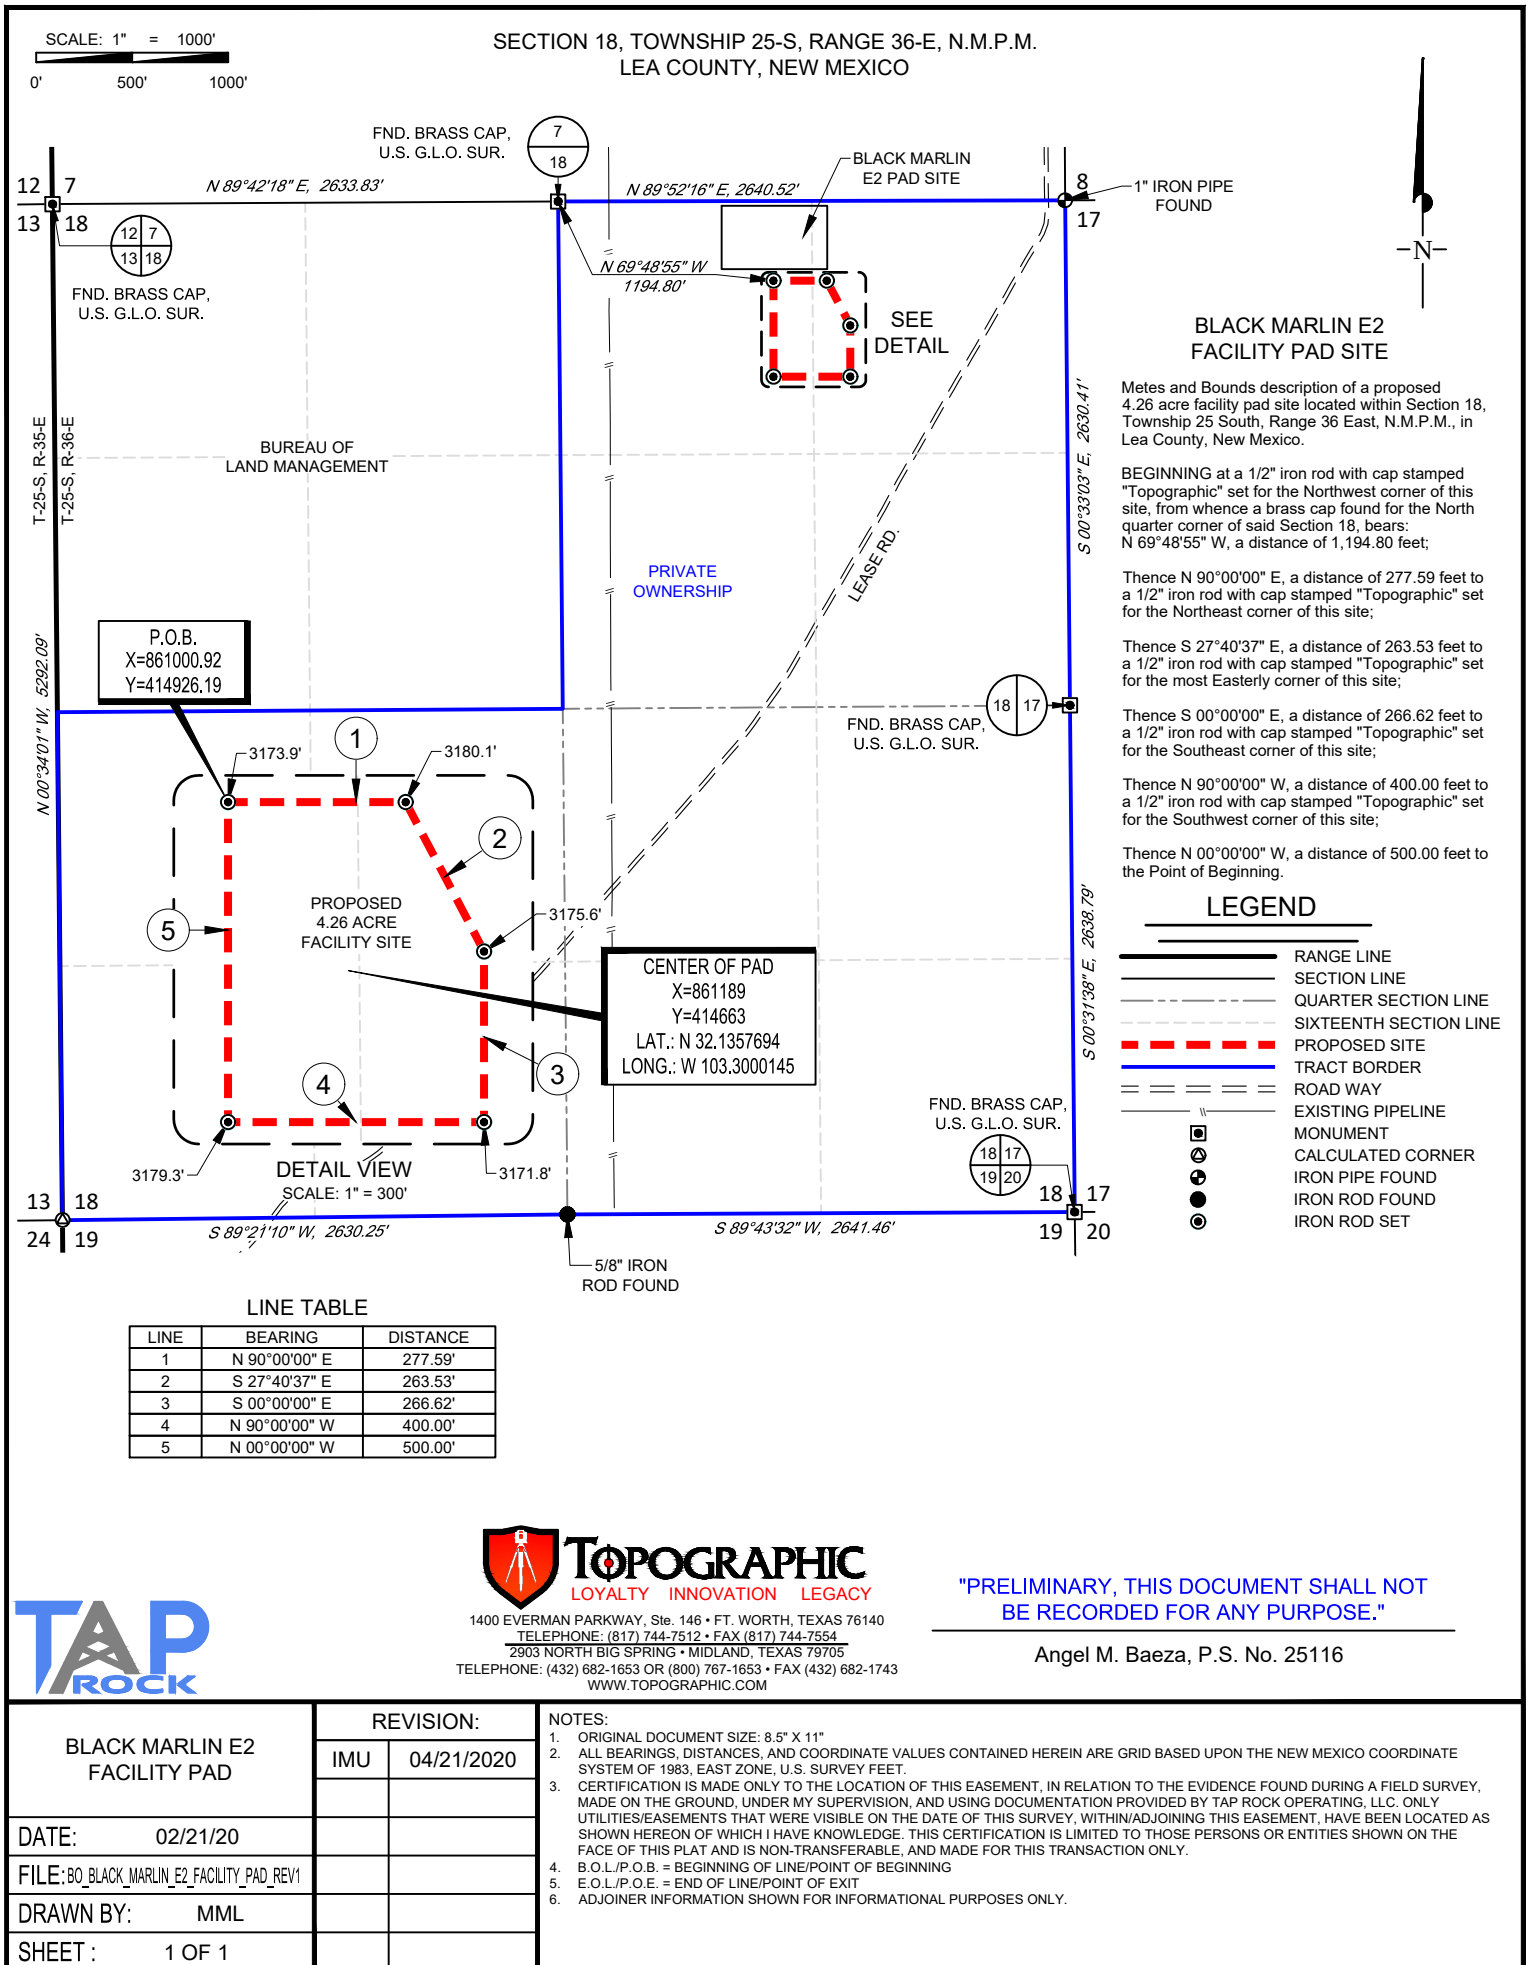 SCALE: 1" = 1000'
0' 500' 1000'
SECTION 18, TOWNSHIP 25-S, RANGE 36-E, N.M.P.M.
LEA COUNTY, NEW MEXICO
FND. BRASS CAP,
U.S. G.L.O. SUR.
7
18
BLACK MARLIN
E2 PAD SITE
12 7
13 18
N 89°42'18" E, 2633.83'
N 89°52'16" E, 2640.52'
8
17
1" IRON PIPE
FOUND
12 7
13 18
FND. BRASS CAP,
U.S. G.L.O. SUR.
N 69°48'55" W
1194.80'
SEE
DETAIL
N
T-25-S, R-35-E
T-25-S, R-36-E
BUREAU OF
LAND MANAGEMENT
PRIVATE
OWNERSHIP
LEASE RD.
S 00°33'03" E, 2630.41'
N 00°34'01" W, 5292.09'
P.O.B.
X=861000.92
Y=414926.19
18 17
FND. BRASS CAP,
U.S. G.L.O. SUR.
3173.9'
1
3180.1'
2
PROPOSED
4.26 ACRE
FACILITY SITE
3175.6'
5
CENTER OF PAD
X=861189
Y=414663
LAT.: N 32.1357694
LONG.: W 103.3000145
3
4
S 00°31'38" E, 2638.79'
FND. BRASS CAP,
U.S. G.L.O. SUR.
18 17
19 20
3179.3'
DETAIL VIEW
SCALE: 1" = 300'
3171.8'
13 18
24 19
S 89°21'10" W, 2630.25'
S 89°43'32" W, 2641.46'
18 17
19 20
5/8" IRON
ROD FOUND
BLACK MARLIN E2
FACILITY PAD SITE
Metes and Bounds description of a proposed
4.26 acre facility pad site located within Section 18,
Township 25 South, Range 36 East, N.M.P.M., in
Lea County, New Mexico.
BEGINNING at a 1/2" iron rod with cap stamped
"Topographic" set for the Northwest corner of this
site, from whence a brass cap found for the North
quarter corner of said Section 18, bears:
N 69°48'55" W, a distance of 1,194.80 feet;
Thence N 90°00'00" E, a distance of 277.59 feet to
a 1/2" iron rod with cap stamped "Topographic" set
for the Northeast corner of this site;
Thence S 27°40'37" E, a distance of 263.53 feet to
a 1/2" iron rod with cap stamped "Topographic" set
for the most Easterly corner of this site;
Thence S 00°00'00" E, a distance of 266.62 feet to
a 1/2" iron rod with cap stamped "Topographic" set
for the Southeast corner of this site;
Thence N 90°00'00" W, a distance of 400.00 feet to
a 1/2" iron rod with cap stamped "Topographic" set
for the Southwest corner of this site;
Thence N 00°00'00" W, a distance of 500.00 feet to
the Point of Beginning.
LEGEND
RANGE LINE
SECTION LINE
QUARTER SECTION LINE
SIXTEENTH SECTION LINE
PROPOSED SITE
TRACT BORDER
ROAD WAY
EXISTING PIPELINE
MONUMENT
CALCULATED CORNER
IRON PIPE FOUND
IRON ROD FOUND
IRON ROD SET
LINE TABLE
LINE BEARING DISTANCE
1 N 90°00'00" E 277.59'
2 S 27°40'37" E 263.53'
3 S 00°00'00" E 266.62'
4 N 90°00'00" W 400.00'
5 N 00°00'00" W 500.00'
TAP
ROCK
TOPOGRAPHIC
LOYALTY INNOVATION LEGACY
1400 EVERMAN PARKWAY, Ste. 146 • FT. WORTH, TEXAS 76140
TELEPHONE: (817) 744-7512 • FAX (817) 744-7554
2903 NORTH BIG SPRING • MIDLAND, TEXAS 79705
TELEPHONE: (432) 682-1653 OR (800) 767-1653 • FAX (432) 682-1743
WWW.TOPOGRAPHIC.COM
"PRELIMINARY, THIS DOCUMENT SHALL NOT
BE RECORDED FOR ANY PURPOSE."
Angel M. Baeza, P.S. No. 25116
BLACK MARLIN E2
FACILITY PAD
DATE: 02/21/20
FILE: BO_BLACK_MARLIN_E2_FACILITY_PAD_REV1
DRAWN BY: MML
SHEET : 1 OF 1
REVISION:
IMU 04/21/2020
NOTES:
1. ORIGINAL DOCUMENT SIZE: 8.5" X 11"
2. ALL BEARINGS, DISTANCES, AND COORDINATE VALUES CONTAINED HEREIN ARE GRID BASED UPON THE NEW MEXICO COORDINATE
SYSTEM OF 1983, EAST ZONE, U.S. SURVEY FEET.
3. CERTIFICATION IS MADE ONLY TO THE LOCATION OF THIS EASEMENT, IN RELATION TO THE EVIDENCE FOUND DURING A FIELD SURVEY,
MADE ON THE GROUND, UNDER MY SUPERVISION, AND USING DOCUMENTATION PROVIDED BY TAP ROCK OPERATING, LLC. ONLY
UTILITIES/EASEMENTS THAT WERE VISIBLE ON THE DATE OF THIS SURVEY, WITHIN/ADJOINING THIS EASEMENT, HAVE BEEN LOCATED AS
SHOWN HEREON OF WHICH I HAVE KNOWLEDGE. THIS CERTIFICATION IS LIMITED TO THOSE PERSONS OR ENTITIES SHOWN ON THE
FACE OF THIS PLAT AND IS NON-TRANSFERABLE, AND MADE FOR THIS TRANSACTION ONLY.
4. B.O.L./P.O.B. = BEGINNING OF LINE/POINT OF BEGINNING
5. E.O.L./P.O.E. = END OF LINE/POINT OF EXIT
6. ADJOINER INFORMATION SHOWN FOR INFORMATIONAL PURPOSES ONLY.